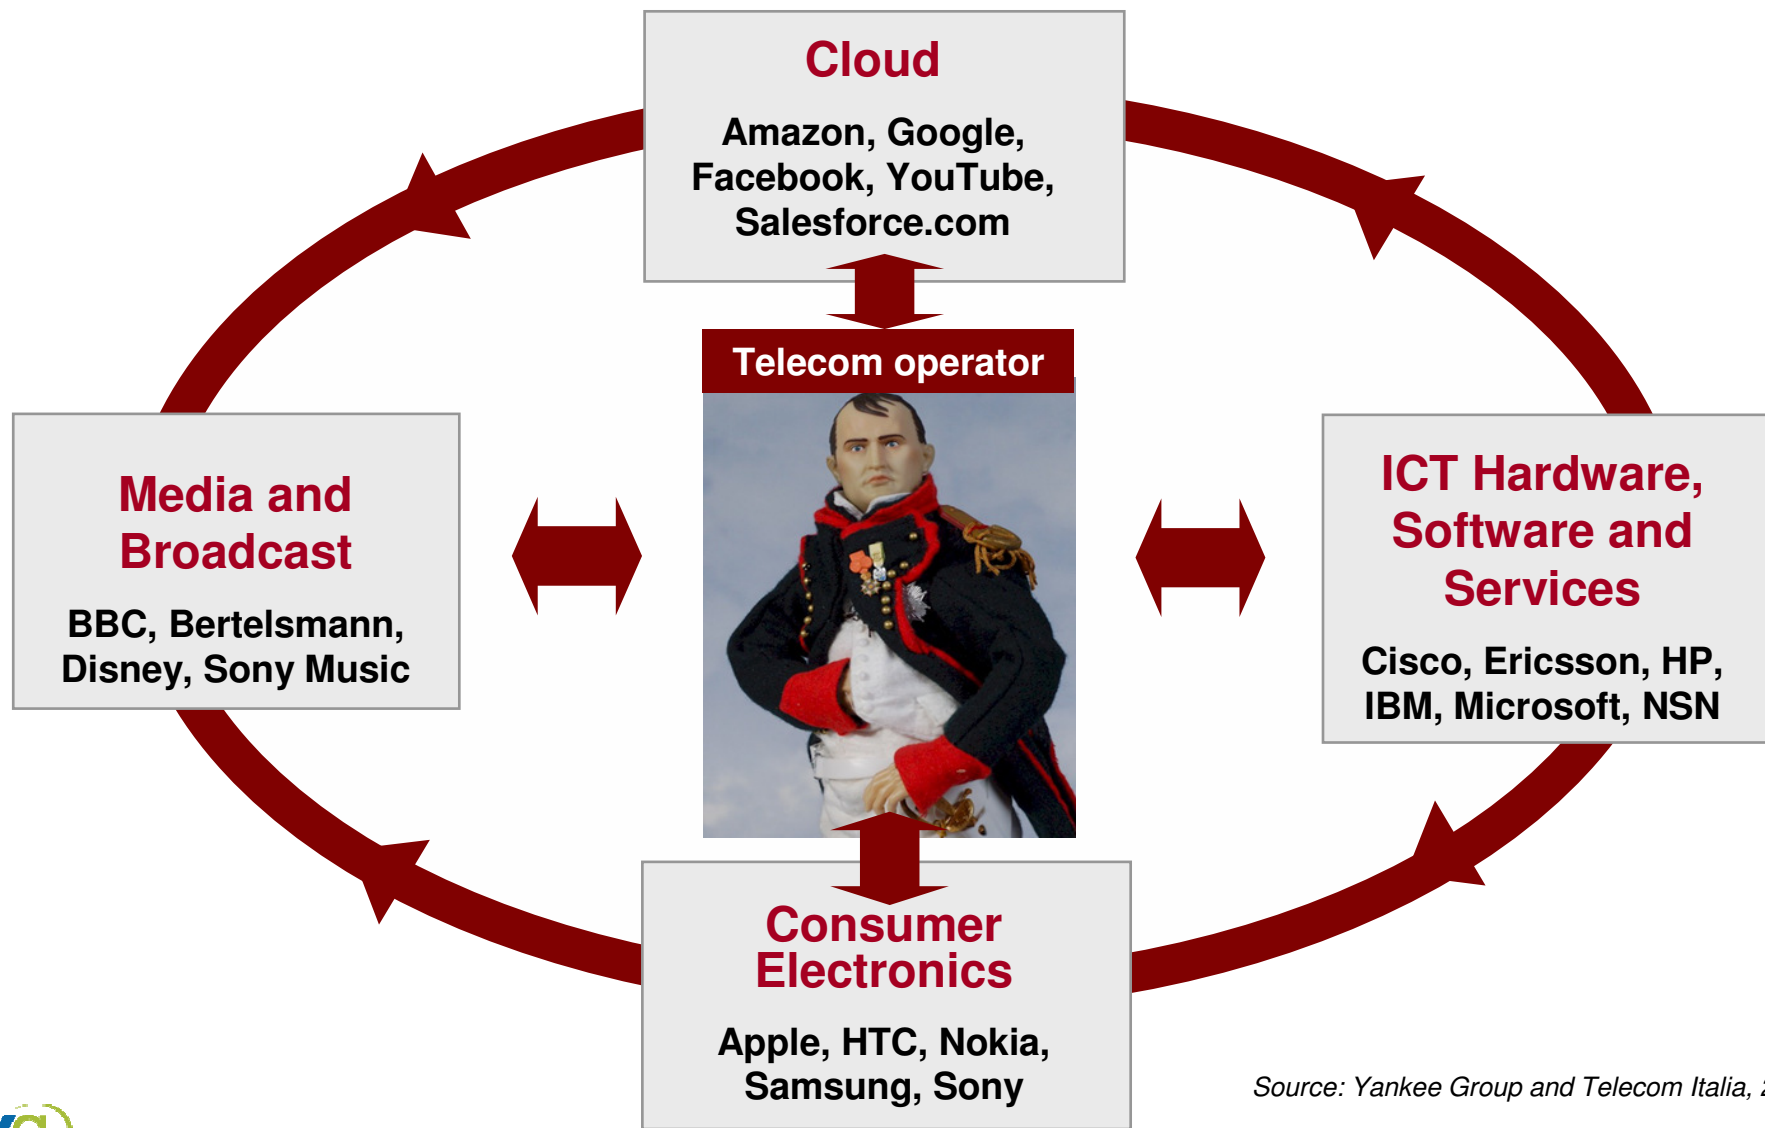 Cloud
Amazon, Google,
Facebook, YouTube,
Salesforce.com
Telecom operator
Media and
Broadcast
BBC, Bertelsmann,
Disney, Sony Music
ICT Hardware,
Software and
Services
Cisco, Ericsson, HP,
IBM, Microsoft, NSN
Consumer
Electronics
Apple, HTC, Nokia,
Samsung, Sony
Source: Yankee Group and Telecom Italia,